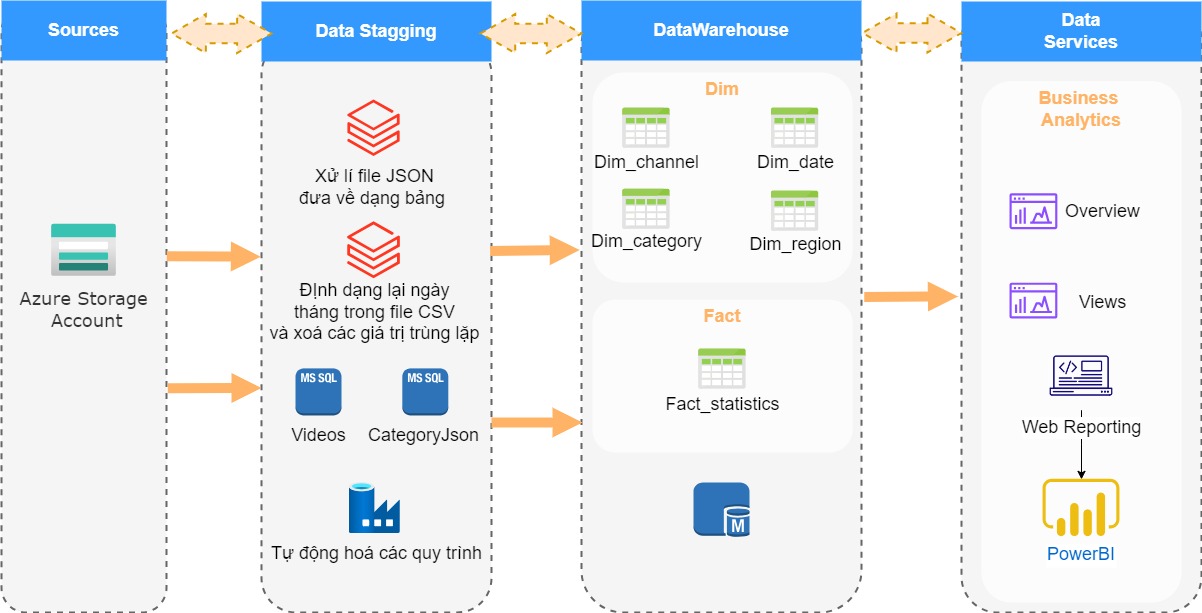 Sources
Data Stagging
DataWarehouse
Data
Services
Azure Storage
Account
Xử lí file JSON
đưa về dạng bảng
Định dạng lại ngày
tháng trong file CSV
và xoá các giá trị trùng lặp
MS SQL
MS SQL
Videos
CategoryJson
Tự động hoá các quy trình
Dim
Dim_channel
Dim_date
Dim_category
Dim_region
Fact
Fact_statistics
M
Business
Analytics
Overview
Views
Web Reporting
PowerBI